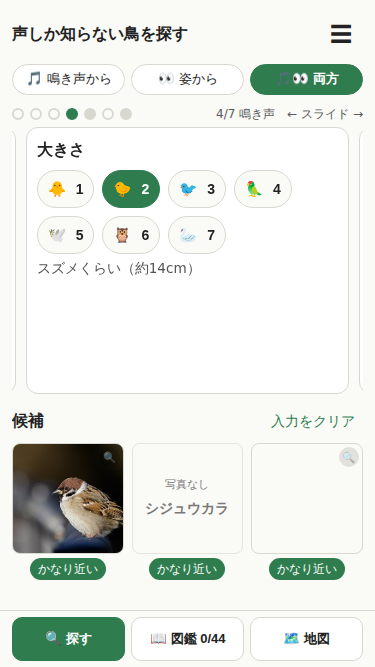 声しか知らない鳥を探す
🎵 鳴き声から
👀 姿から
🎵👀 両方
4/7 鳴き声 ← スライド →
大きさ
🐥 1
🐤 2
🐦 3
🦜 4
🕊️ 5
🦉 6
🦢 7
スズメくらい（約14cm）
候補
入力をクリア
写真なし
シジュウカラ
かなり近い
かなり近い
かなり近い
🔍 探す
📖 図鑑 0/44
🗺️ 地図